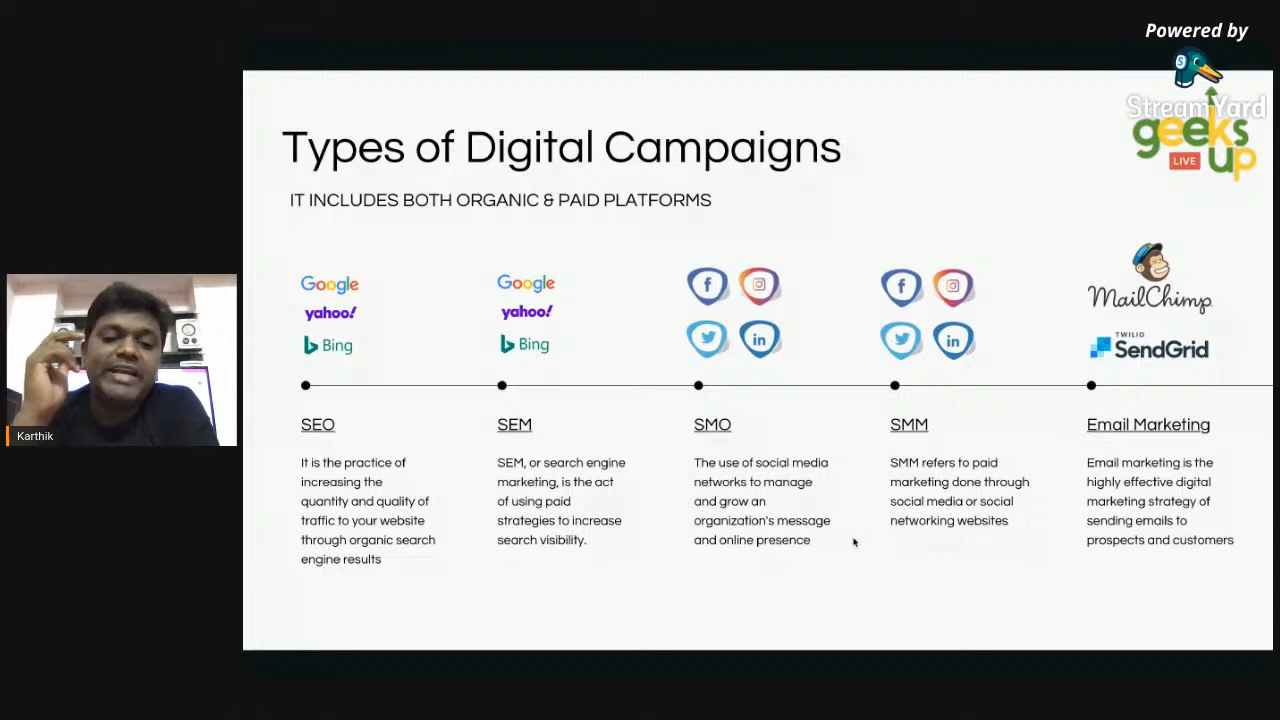 Powered by
StreamYard
geeks
LIVE
up
Types of Digital Campaigns
IT INCLUDES BOTH ORGANIC & PAID PLATFORMS
Google
yahoo!
Bing
Google
yahoo!
Bing
MailChimp
TWILIO
SendGrid
Karthik
SEO
It is the practice of
increasing the
quantity and quality of
traffic to your website
through organic search
engine results
SEM
SEM, or search engine
marketing, is the act
of using paid
strategies to increase
search visibility.
SMO
The use of social media
networks to manage
and grow an
organization's message
and online presence
SMM
SMM refers to paid
marketing done through
social media or social
networking websites
Email Marketing
Email marketing is the
highly effective digital
marketing strategy of
sending emails to
prospects and customers